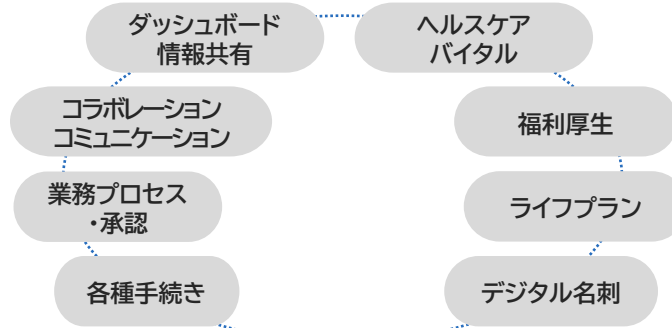 ダッシュボード
情報共有
ヘルスケア
バイタル
コラボレーション
コミュニケーション
福利厚生
業務プロセス
・承認
ライフプラン
各種手続き
デジタル名刺